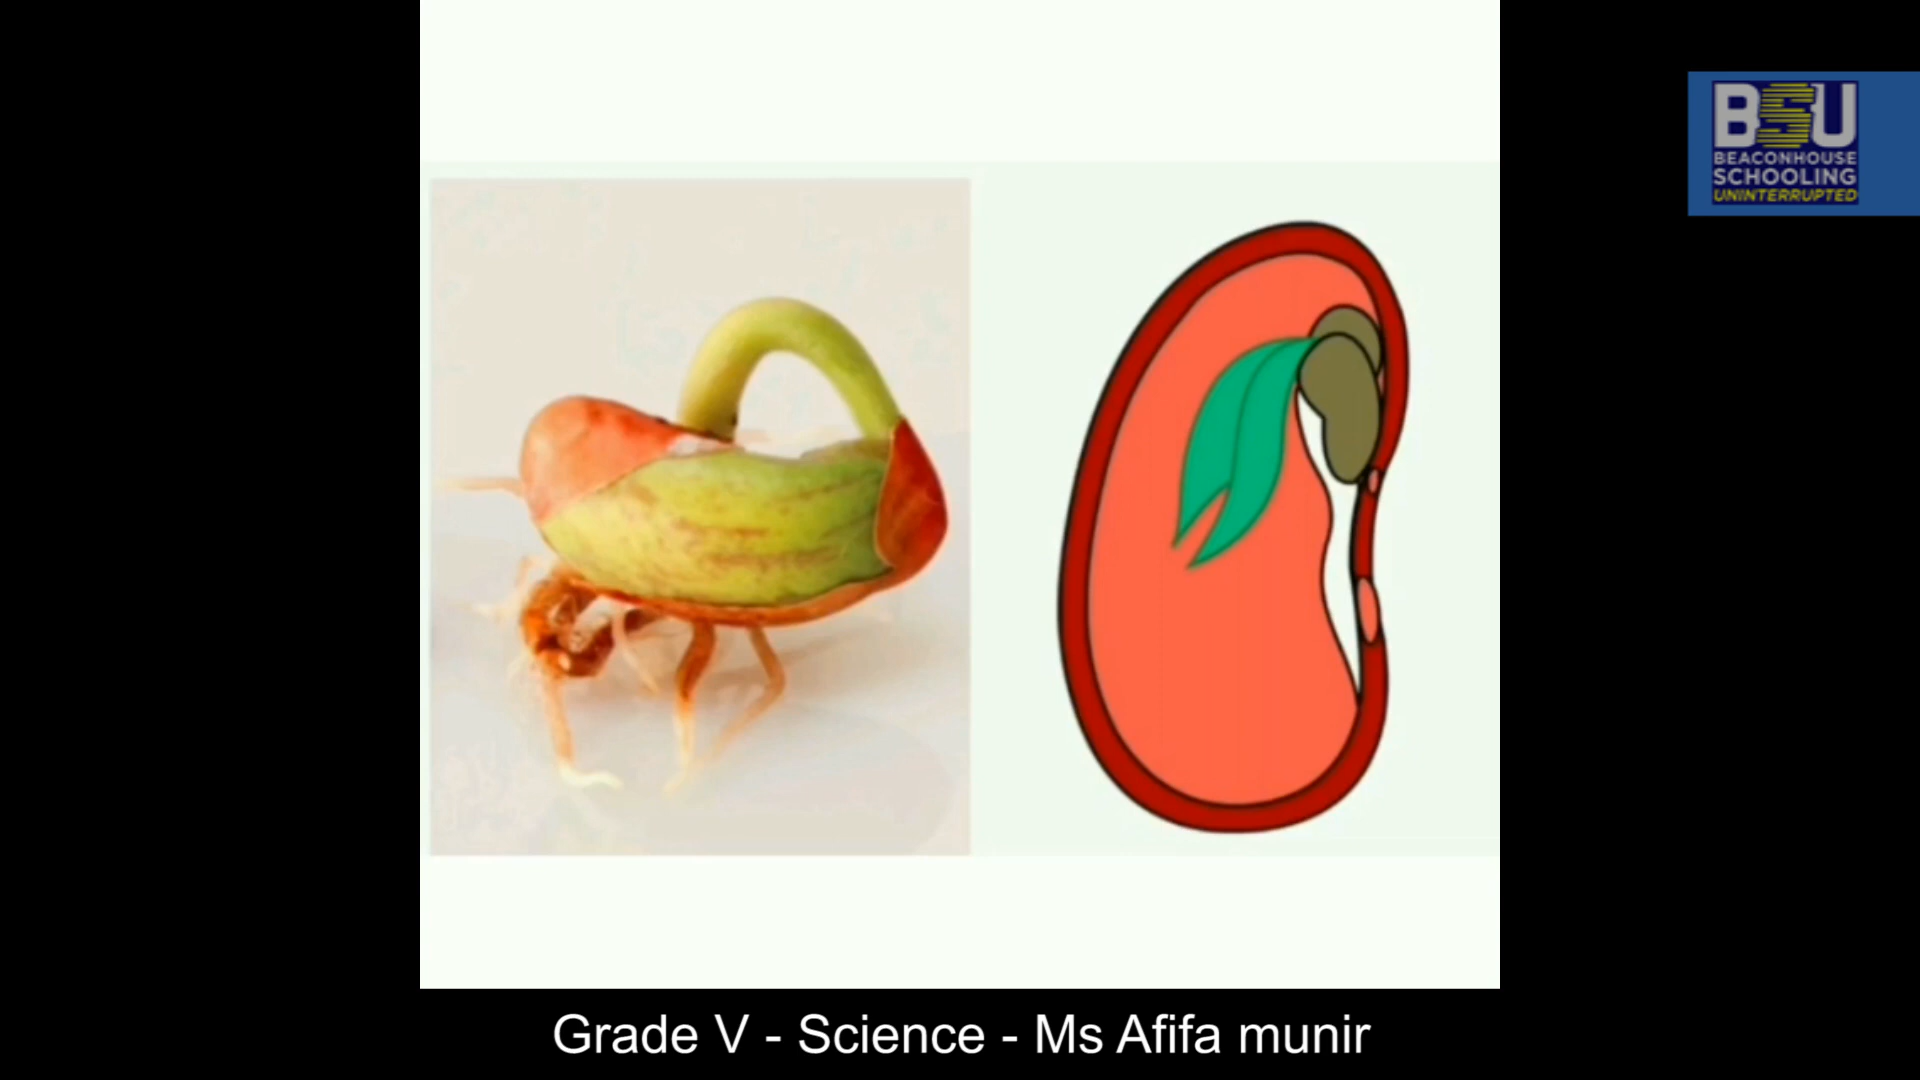 BSU
BEACONHOUSE
SCHOOLING
UNINTERRUPTED
Grade V - Science - Ms Afifa munir